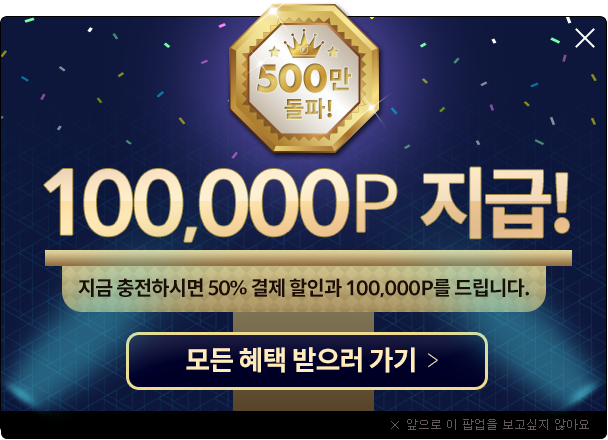 500만
돌파!
100,000P 지급!
지금 충전하시면 50% 결제 할인과 100,000P를 드립니다.
모든 혜택 받으러 가기 >
× 앞으로 이 팝업을 보고싶지 않아요